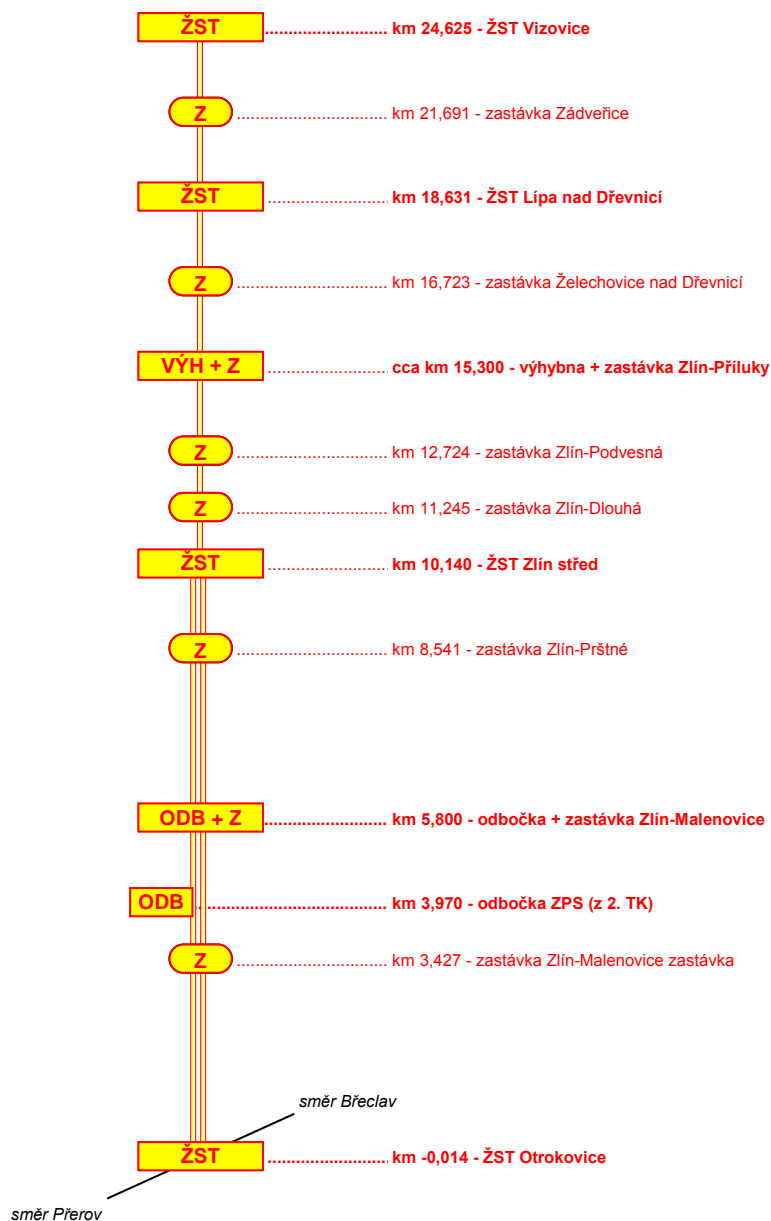 ŽST ............................. km 24,625 - ŽST Vizovice
Z ..................................... km 21,691 - zastávka Zádveřice
ŽST ............................. km 18,631 - ŽST Lípa nad Dřevnicí
Z ..................................... km 16,723 - zastávka Želechovice nad Dřevnicí
VÝH + Z ............................. cca km 15,300 - výhybna + zastávka Zlín-Příluky
Z ..................................... km 12,724 - zastávka Zlín-Podvesná
Z ..................................... km 11,245 - zastávka Zlín-Dlouhá
ŽST ............................. km 10,140 - ŽST Zlín střed
Z ..................................... km 8,541 - zastávka Zlín-Prštné
ODB + Z ............................. km 5,800 - odbočka + zastávka Zlín-Malenovice
ODB ............................................. km 3,970 - odbočka ZPS (z 2. TK)
Z ..................................... km 3,427 - zastávka Zlín-Malenovice zastávka
směr Břeclav
ŽST ............................. km -0,014 - ŽST Otrokovice
směr Přerov